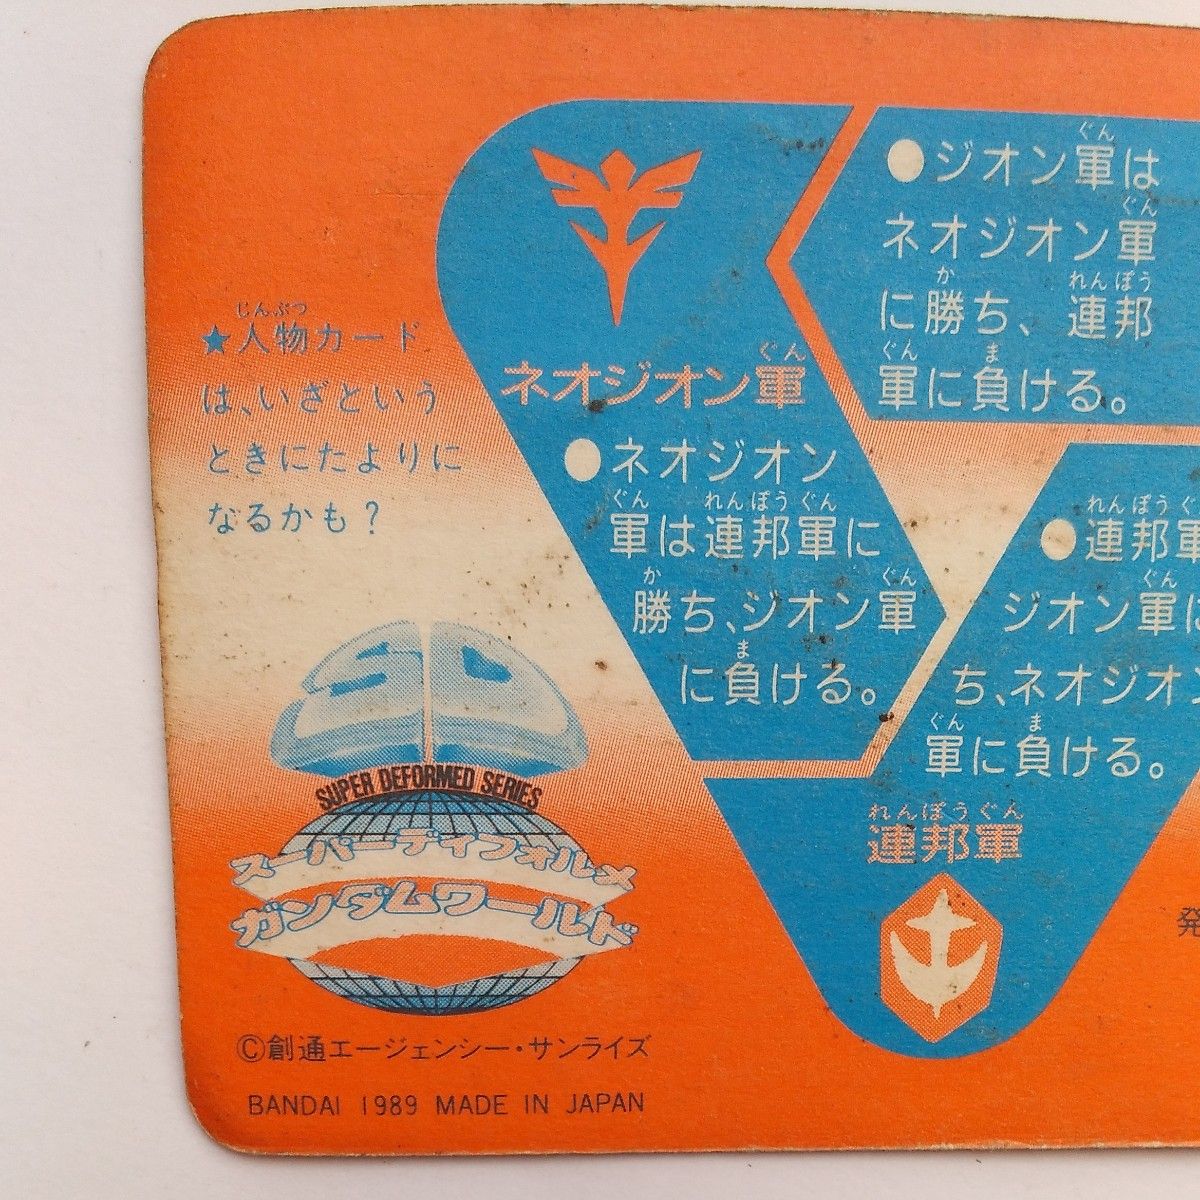 ★人物カード
は、いざという
ときにたよりに
なるかも?
ネオジオン軍
●ネオジオン
軍は連邦軍に
勝ち、ジオン軍
に負ける。
●ジオン軍は
ネオジオン軍
に勝ち、連邦
軍に負ける。
●連邦軍
ジオン軍に
ち、ネオジオン
軍に負ける。
連邦軍
SUPER DEFORMED SERIES
スーパーディフォルメ
ガンダムワールド
発
©創通エージェンシー・サンライズ
BANDAI 1989 MADE IN JAPAN